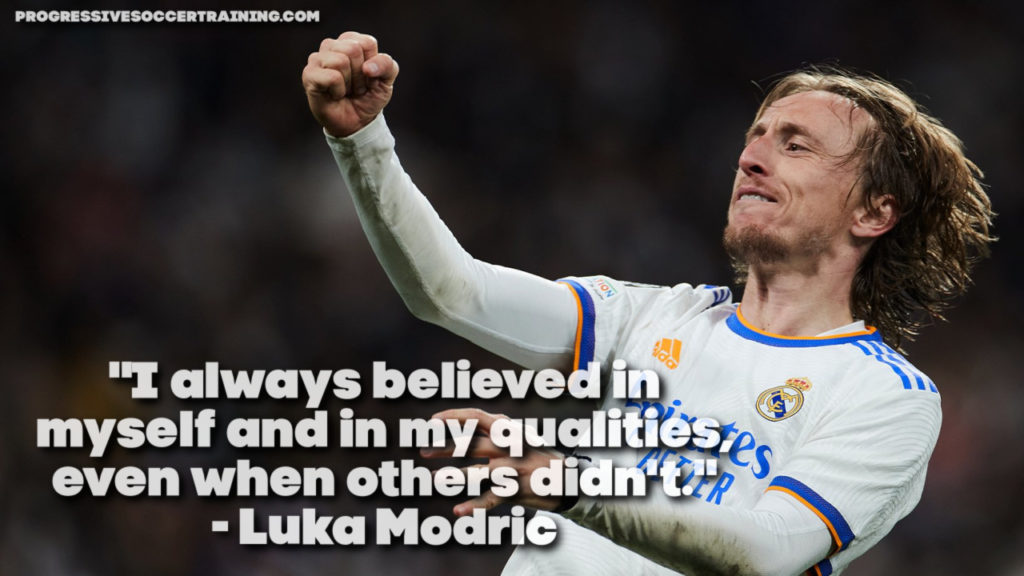 PROGRESSIVESOCCERTRAINING.COM
"I always believed in
myself and in my qualities,
even when others didn't."
- Luka Modric